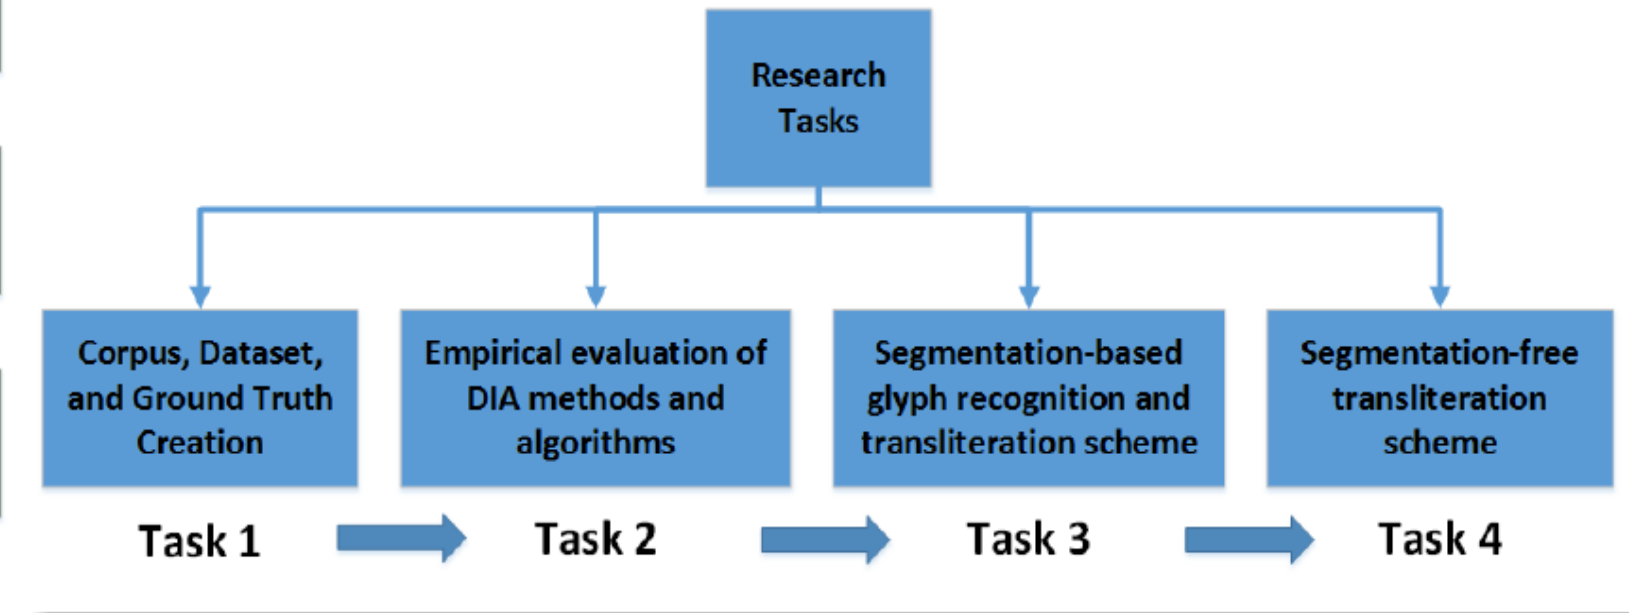 Research
Tasks
Corpus, Dataset,
and Ground Truth
Creation
Empirical evaluation of
DIA methods and
algorithms
Segmentation-based
glyph recognition and
transliteration scheme
Segmentation-free
transliteration
scheme
Task 1
Task 2
Task 3
Task 4